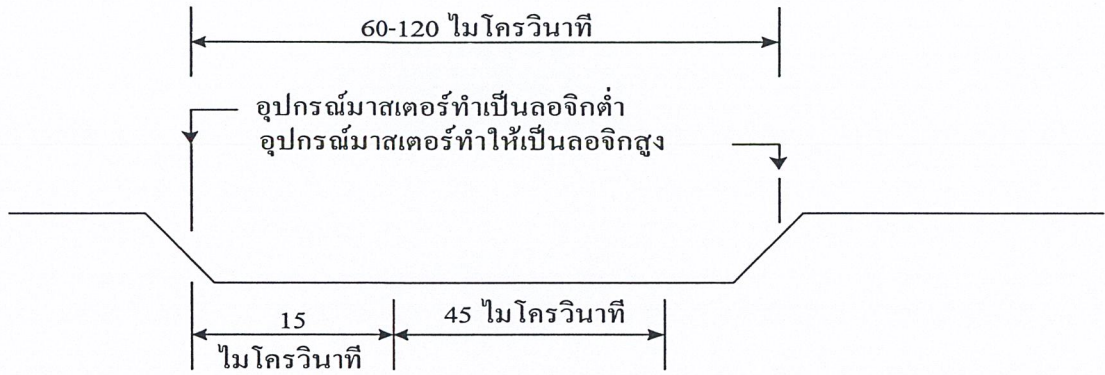 60-120 ไมโครวินาที
อุปกรณ์มาสเตอร์ทำเป็นลอจิกต่ำ
อุปกรณ์มาสเตอร์ทำให้เป็นลอจิกสูง
15
ไมโครวินาที
45 ไมโครวินาที